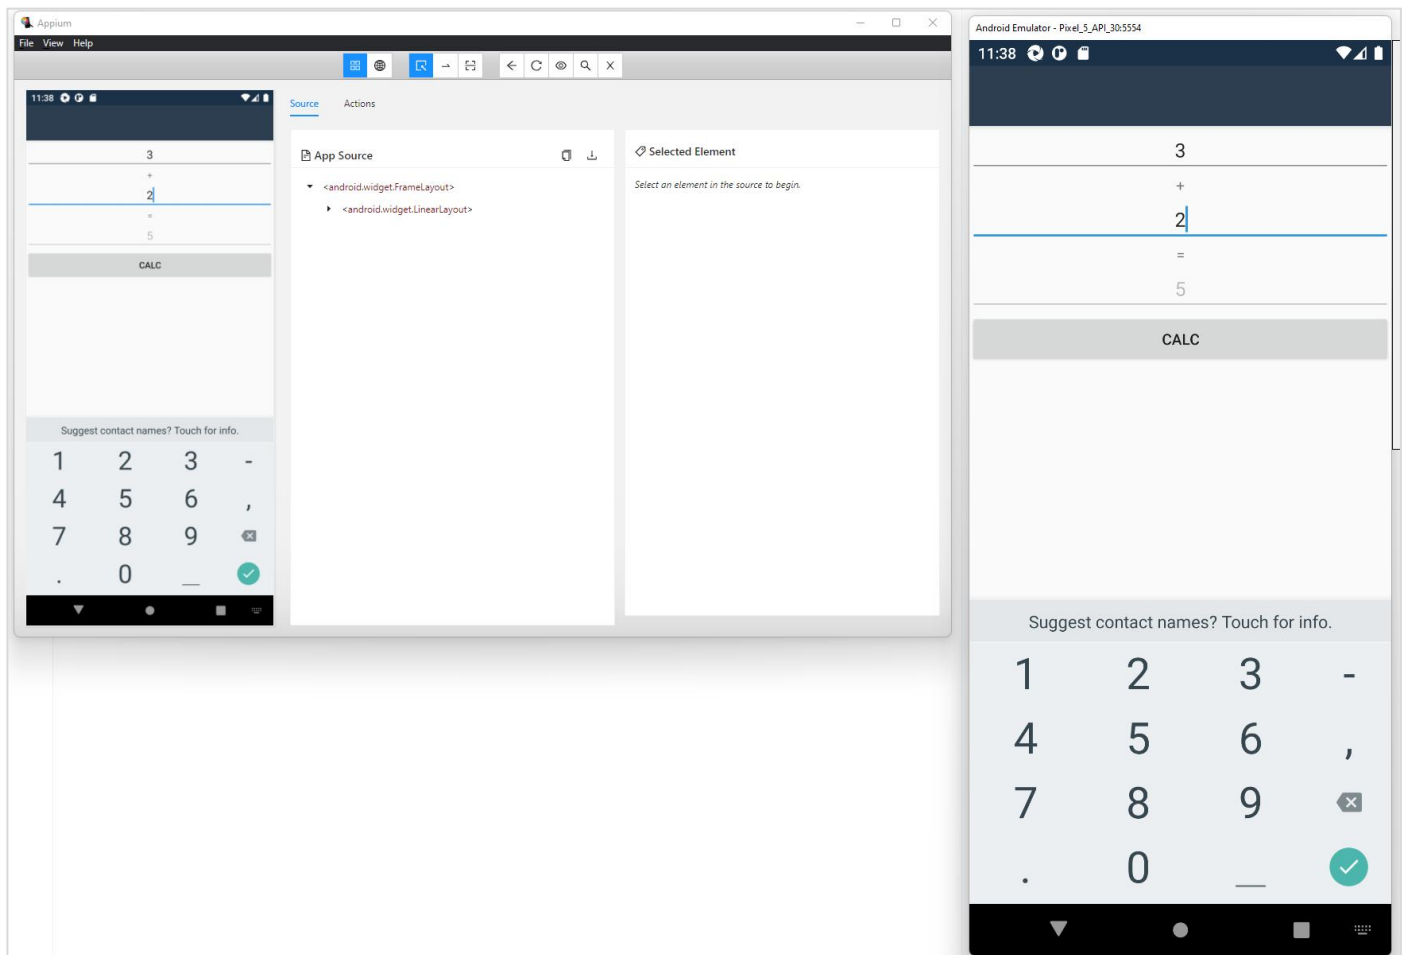 Appium
File View Help
11:38
Source Actions
3
+
2
=
5
CALC
App Source
<android.widget.FrameLayout>
<android.widget.LinearLayout>
Selected Element
Select an element in the source to begin.
Suggest contact names? Touch for info.
1 2 3 -
4 5 6 ,
7 8 9
. 0 _
Android Emulator - Pixel_5_API_30:5554
11:38
3
+
2
=
5
CALC
Suggest contact names? Touch for info.
1 2 3 -
4 5 6 ,
7 8 9
. 0 _